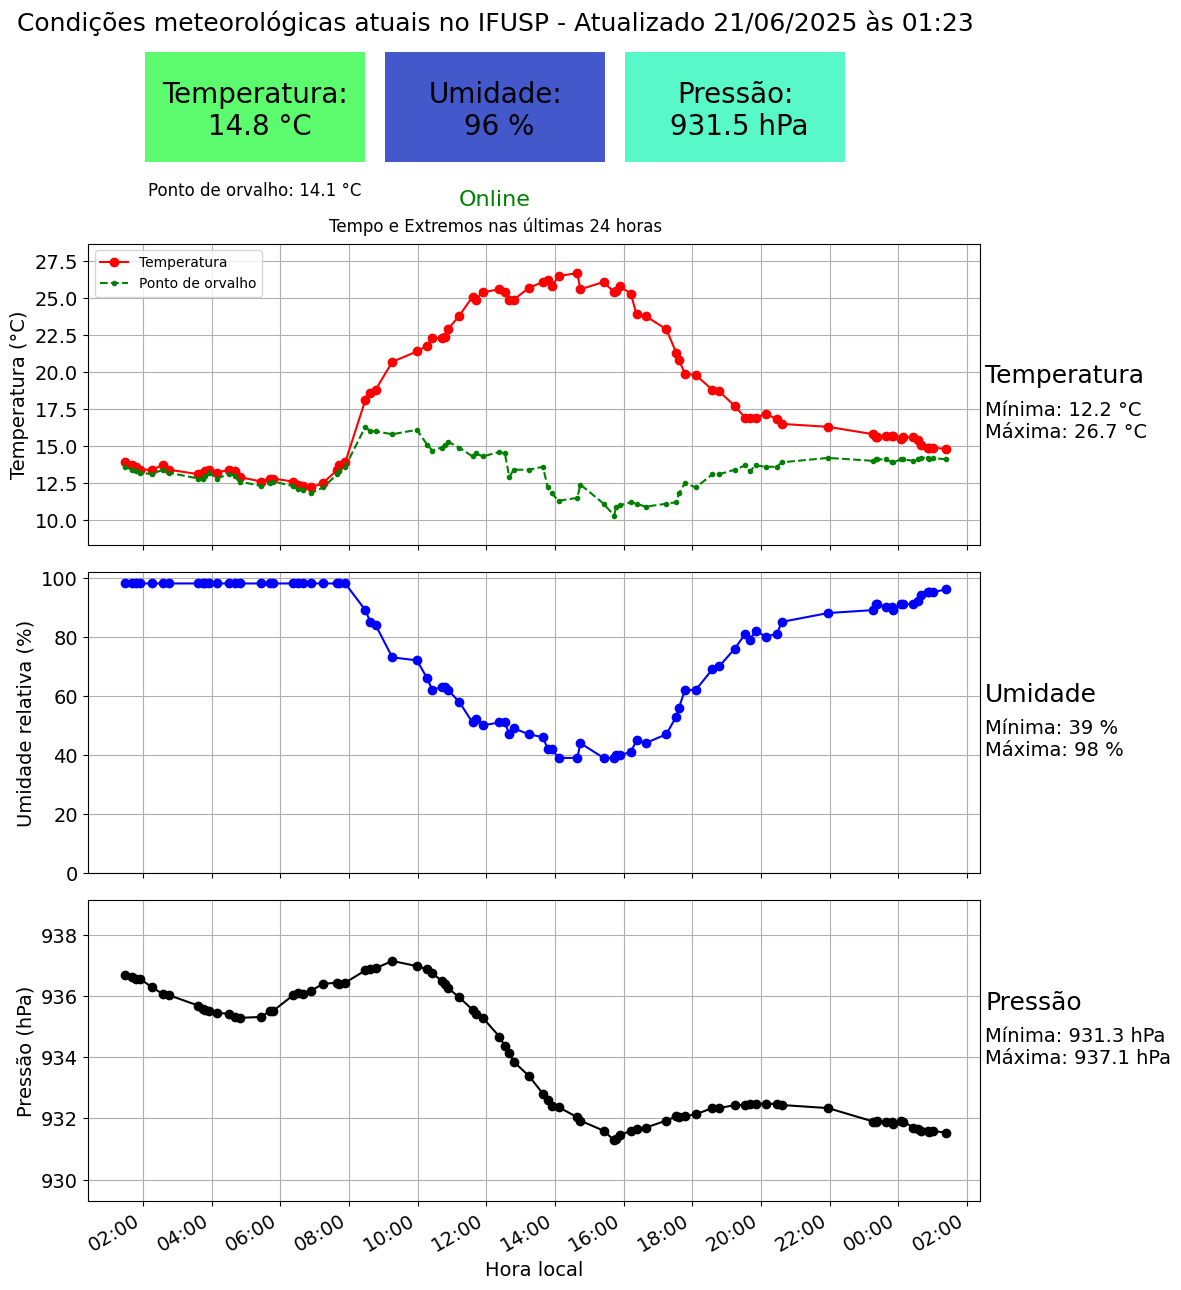 Condições meteorológicas atuais no IFUSP - Atualizado 21/06/2025 às 01:23
Temperatura:
14.8 °C
Umidade:
96 %
Pressão:
931.5 hPa
Ponto de orvalho: 14.1 °C
Online
Tempo e Extremos nas últimas 24 horas
Temperatura
Ponto de orvalho
Temperatura (°C)
27.5
25.0
22.5
20.0
17.5
15.0
12.5
10.0
Temperatura
Mínima: 12.2 °C
Máxima: 26.7 °C
Umidade relativa (%)
100
80
60
40
20
0
Umidade
Mínima: 39 %
Máxima: 98 %
Pressão (hPa)
938
936
934
932
930
Pressão
Mínima: 931.3 hPa
Máxima: 937.1 hPa
02:00 04:00 06:00 08:00 10:00 12:00 14:00 16:00 18:00 20:00 22:00 00:00 02:00
Hora local